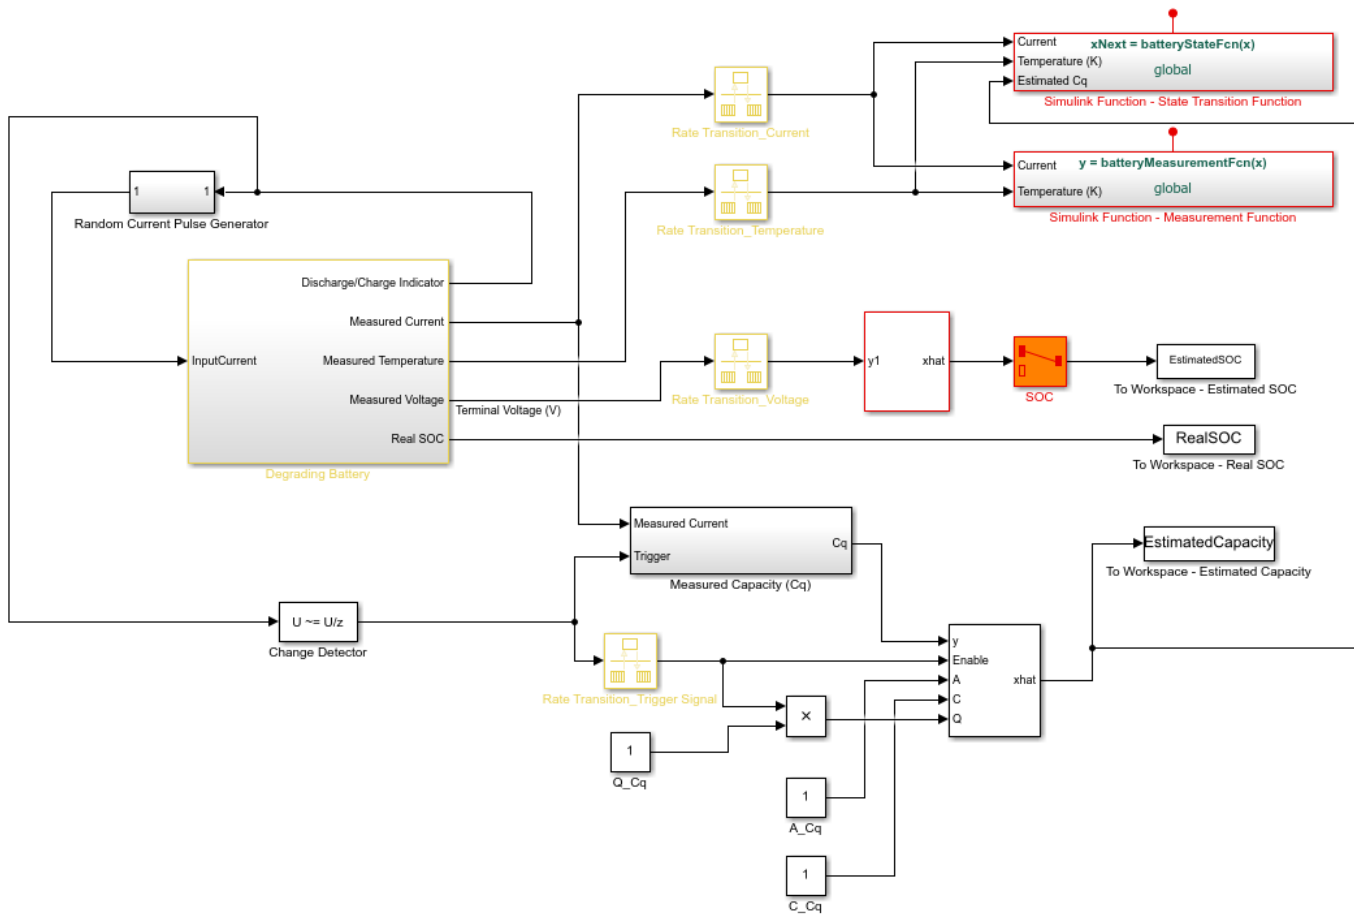 Current
xNext = batteryStateFcn(x)
Temperature (K)
global
Estimated Cq
Simulink Function - State Transition Function
Rate Transition_Current
Current
y = batteryMeasurementFcn(x)
Temperature (K)
global
Simulink Function - Measurement Function
1
1
Random Current Pulse Generator
Rate Transition_Temperature
Discharge/Charge Indicator
Measured Current
InputCurrent
Measured Temperature
Measured Voltage
Real SOC
Degrading Battery
Terminal Voltage (V)
Rate Transition_Voltage
y1
xhat
SOC
EstimatedSOC
To Workspace - Estimated SOC
RealSOC
To Workspace - Real SOC
Measured Current
Trigger
Cq
Measured Capacity (Cq)
EstimatedCapacity
To Workspace - Estimated Capacity
U ~= U/z
Change Detector
Rate Transition_Trigger Signal
y
Enable
A
C
Q
xhat
×
1
Q_Cq
1
A_Cq
1
C_Cq